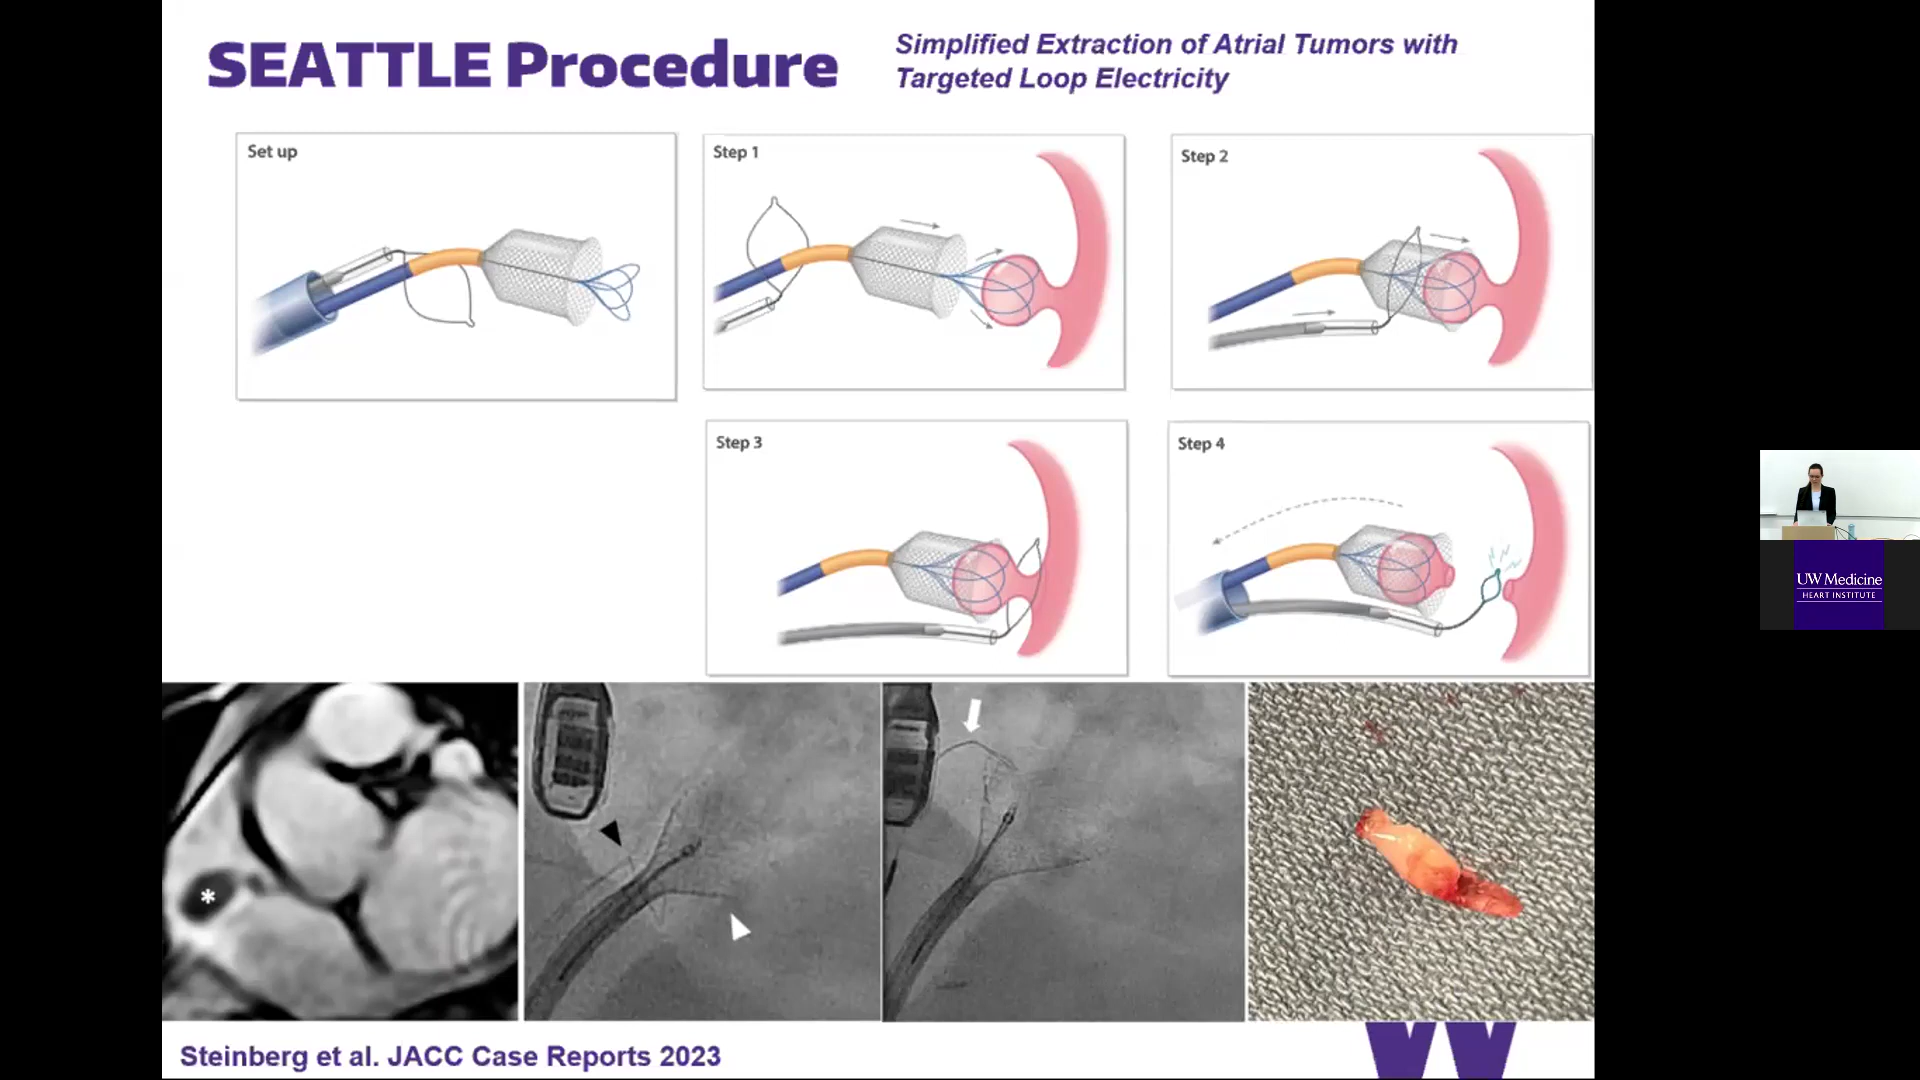 SEATTLE Procedure
Simplified Extraction of Atrial Tumors with
Targeted Loop Electricity
Set up
Step 1
Step 2
Step 3
Step 4
*
Steinberg et al. JACC Case Reports 2023
W
UW Medicine
HEART INSTITUTE